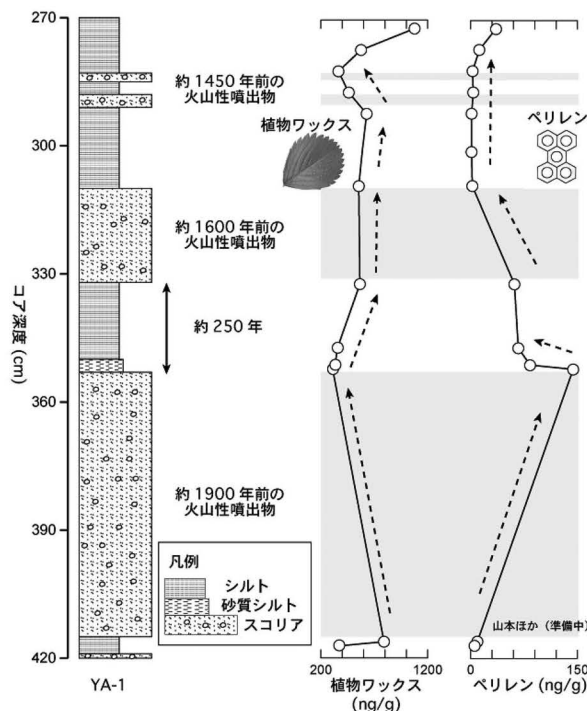 270
300
330
360
390
420
コア深度 (cm)
YA-1
約 1450 年前の
火山性噴出物
約 1600 年前の
火山性噴出物
約 250 年
約 1900 年前の
火山性噴出物
凡例
シルト
砂質シルト
スコリア
植物ワックス
ペリレン
山本ほか（準備中）
200
1200
植物ワックス
(ng/g)
0
150
ペリレン
(ng/g)